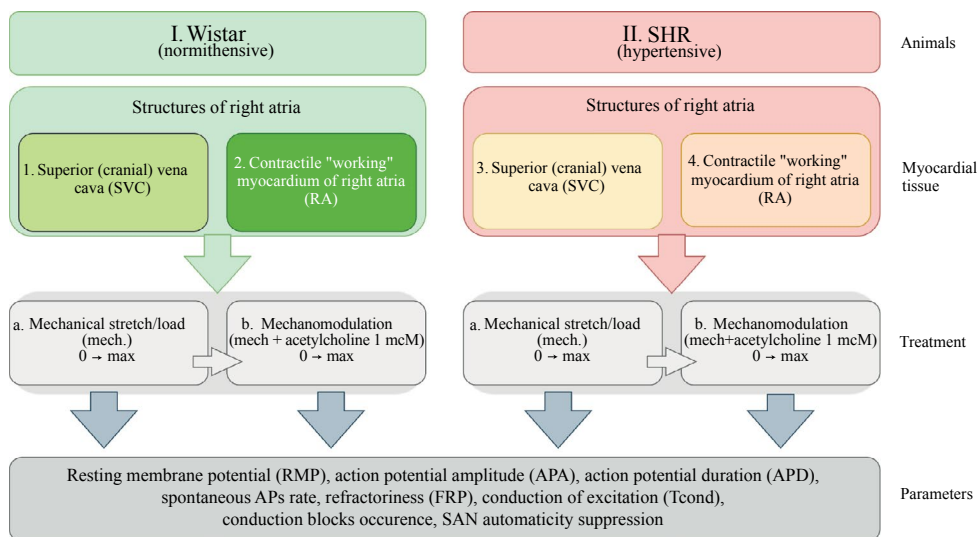 I. Wistar
(normithensive)
II. SHR
(hypertensive)
Animals
Structures of right atria
1. Superior (cranial) vena
cava (SVC)
2. Contractile "working"
myocardium of right atria
(RA)
Structures of right atria
3. Superior (cranial) vena
cava (SVC)
4. Contractile "working"
myocardium of right atria
(RA)
Myocardial
tissue
a. Mechanical stretch/load
(mech.)
0 → max
b. Mechanomodulation
(mech + acetylcholine 1 mcM)
0 → max
a. Mechanical stretch/load
(mech.)
0 → max
b. Mechanomodulation
(mech+acetylcholine 1 mcM)
0 → max
Treatment
Resting membrane potential (RMP), action potential amplitude (APA), action potential duration (APD),
spontaneous APs rate, refractoriness (FRP), conduction of excitation (Tcond),
conduction blocks occurence, SAN automaticity suppression
Parameters